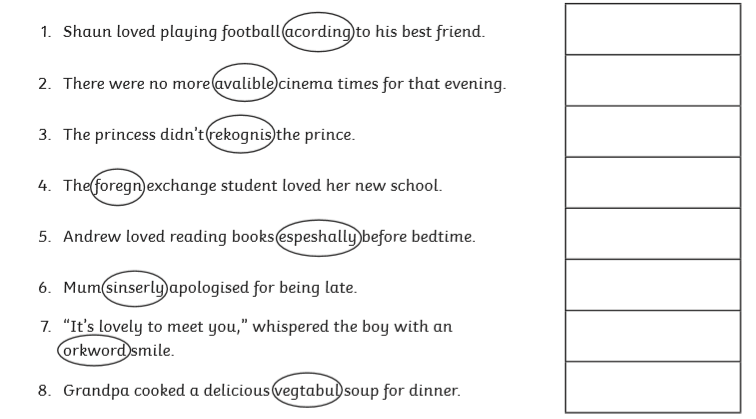 1. Shaun loved playing football acording to his best friend.
2. There were no more avalible cinema times for that evening.
3. The princess didn't rekognis the prince.
4. The foregn exchange student loved her new school.
5. Andrew loved reading books espeshally before bedtime.
6. Mum sinserly apologised for being late.
7. “It's lovely to meet you,” whispered the boy with an
orkword smile.
8. Grandpa cooked a delicious vegtabul soup for dinner.